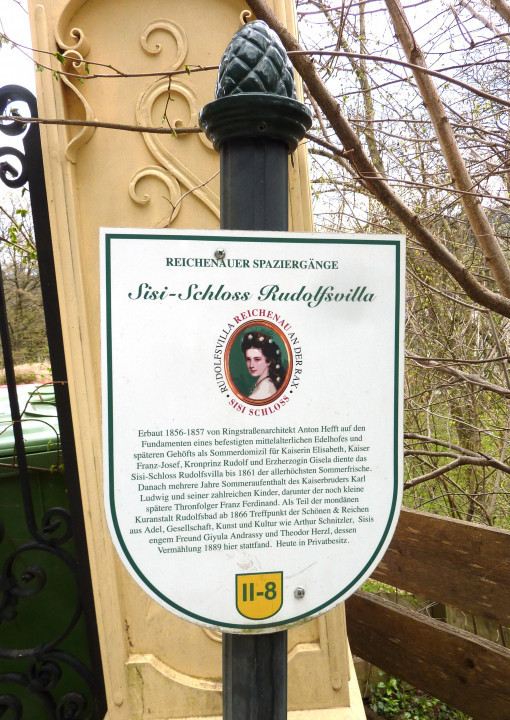 REICHENAUER SPAZIERGÄNGE
Sisi-Schloss Rudolfsvilla
· RUDOLFSVILLA REICHENAU AN DER RAX ·
SISI SCHLOSS
Erbaut 1856-1857 von Ringstraßenarchitekt Anton Hefft auf den
Fundamenten eines befestigten mittelalterlichen Edelhofes und
späteren Gehöfts als Sommerdomizil für Kaiserin Elisabeth, Kaiser
Franz-Josef, Kronprinz Rudolf und Erzherzogin Gisela diente das
Sisi-Schloss Rudolfsvilla bis 1861 der allerhöchsten Sommerfrische.
Danach mehrere Jahre Sommeraufenthalt des Kaiserbruders Karl
Ludwig und seiner zahlreichen Kinder, darunter der noch kleine
spätere Thronfolger Franz Ferdinand. Als Teil der mondänen
Kuranstalt Rudolfsbad ab 1866 Treffpunkt der Schönen & Reichen
aus Adel, Gesellschaft, Kunst und Kultur wie Arthur Schnitzler, Sisis
engem Freund Giyula Andrassy und Theodor Herzl, dessen
Vermählung 1889 hier stattfand. Heute in Privatbesitz.
II-8